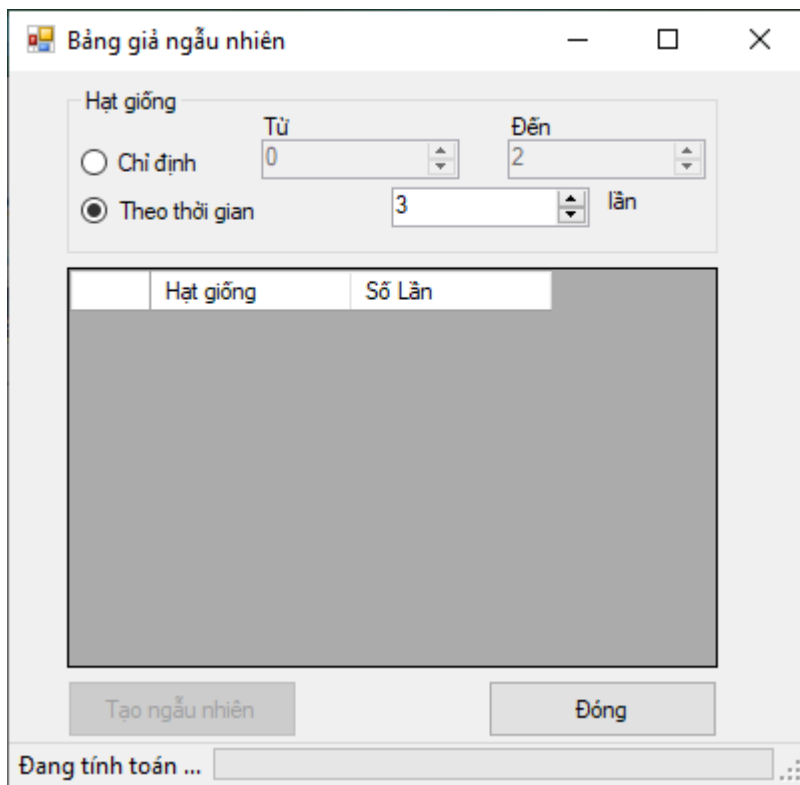 Bảng giả ngẫu nhiên
Hạt giống
Từ Đến
Chỉ định 0 2
Theo thời gian 3 lần
Hạt giống Số Lần
Tạo ngẫu nhiên Đóng
Đang tính toán ...